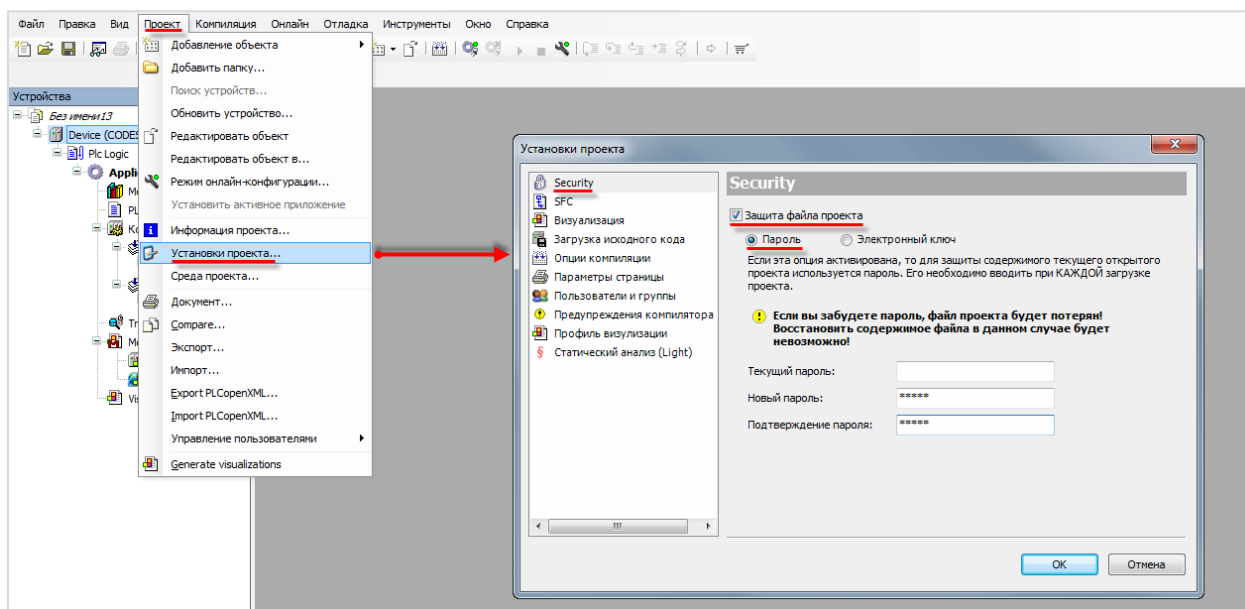 Файл Правка Вид Проект Компиляция Онлайн Отладка Инструменты Окно Справка
Устройства
Без имени13
Device (CODES
Plc Logic
Appli
PL
Tr
Добавление объекта
Добавить папку...
Поиск устройств...
Обновить устройство...
Редактировать объект
Редактировать объект в...
Режим онлайн-конфигурации...
Установить активное приложение
Информация проекта...
Установки проекта...
Среда проекта...
Документ...
Compare...
Экспорт...
Импорт...
Export PLCopenXML...
Import PLCopenXML...
Управление пользователями
Generate visualizations
Установки проекта
Security
SFC
Визуализация
Загрузка исходного кода
Опции компиляции
Параметры страницы
Пользователи и группы
Предупреждения компилятора
Профиль визулизации
Статический анализ (Light)
Security
Защита файла проекта
Пароль Электронный ключ
Если эта опция активирована, то для защиты содержимого текущего открытого
проекта используется пароль. Его необходимо вводить при КАЖДОЙ загрузке
проекта.
Если вы забудете пароль, файл проекта будет потерян!
Восстановить содержимое файла в данном случае будет
невозможно!
Текущий пароль:
Новый пароль: *****
Подтверждение пароля: *****
OK Отмена